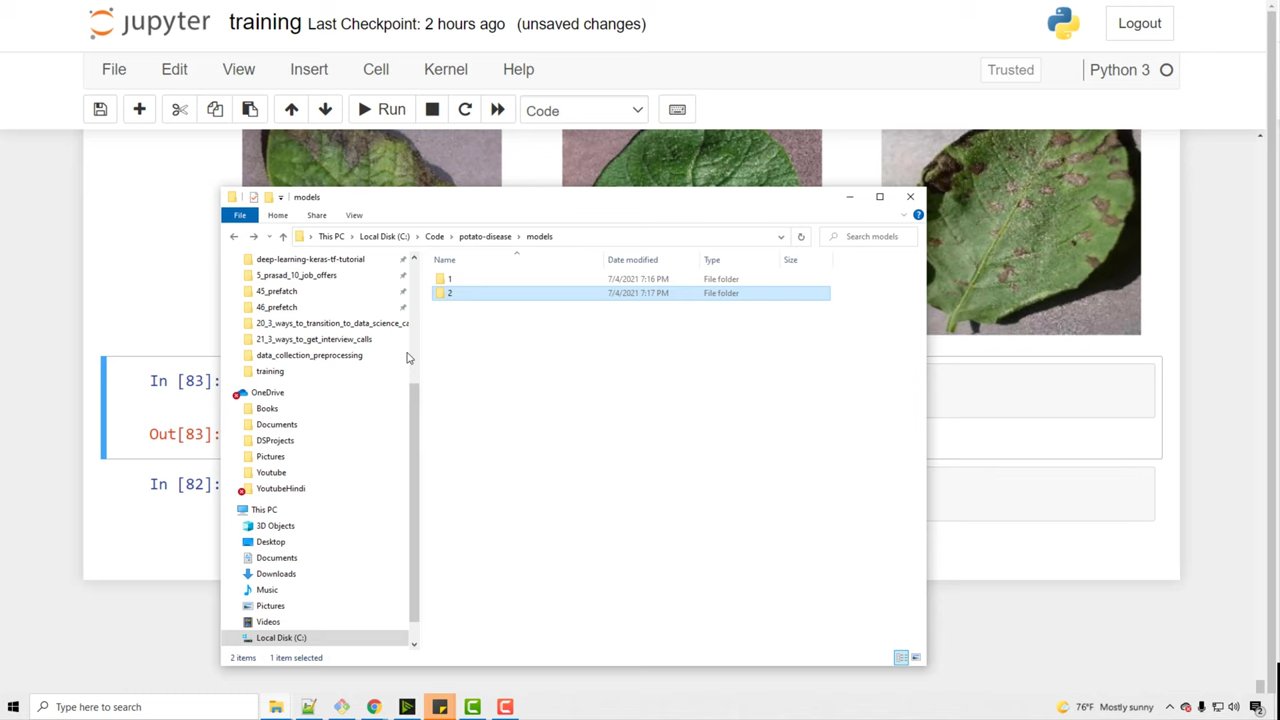 jupyter training Last Checkpoint: 2 hours ago (unsaved changes) Logout
File Edit View Insert Cell Kernel Help Trusted Python 3
Run Code
models
File Home Share View
This PC Local Disk (C:) Code potato-disease models Search models
Name Date modified Type Size
deep-learning-keras-tf-tutorial
5_prasad_10_job_offers
45_prefatch
46_prefetch
20_3_ways_to_transition_to_data_science_ca
21_3_ways_to_get_interview_calls
data_collection_preprocessing
training
OneDrive
Books
Documents
DSProjects
Pictures
Youtube
YoutubeHindi
This PC
3D Objects
Desktop
Documents
Downloads
Music
Pictures
Videos
Local Disk (C:)
1 7/4/2021 7:16 PM File folder
2 7/4/2021 7:17 PM File folder
2 items 1 item selected
In [83]:
Out[83]:
In [82]:
Type here to search
76°F Mostly sunny
2